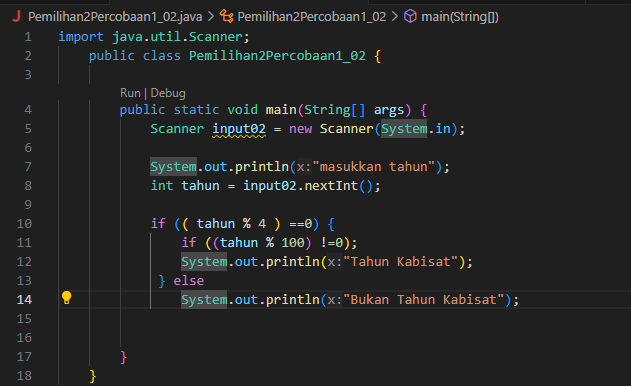 Pemilihan2Percobaan1_02.java > Pemilihan2Percobaan1_02 > main(String[])
1 import java.util.Scanner;
2 public class Pemilihan2Percobaan1_02 {
3
Run | Debug
4 public static void main(String[] args) {
5 Scanner input02 = new Scanner(System.in);
6
7 System.out.println(x:"masukkan tahun");
8 int tahun = input02.nextInt();
9
10 if (( tahun % 4 ) ==0) {
11 if ((tahun % 100) !=0);
12 System.out.println(x:"Tahun Kabisat");
13 } else
14 System.out.println(x:"Bukan Tahun Kabisat");
15
16
17 }
18 }